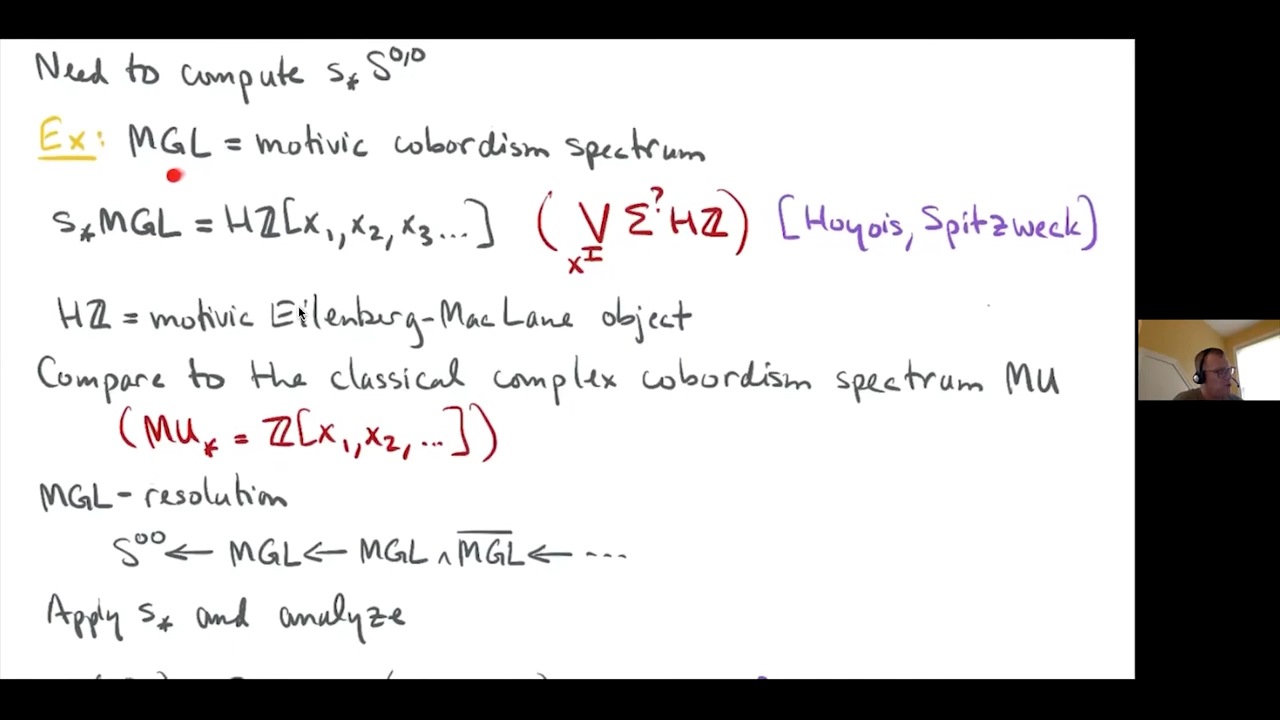 Need to compute s_* S^{0,0}
Ex: MGL = motivic cobordism spectrum
s_*MGL = Hℤ[x_1, x_2, x_3 ...] (⋁_{x^I} Σ^? Hℤ) [Hoyois, Spitzweck]
Hℤ = motivic Eilenberg-MacLane object
Compare to the classical complex cobordism spectrum MU
(MU_* = ℤ[x_1, x_2, ...])
MGL-resolution
S^{00} ← MGL ← MGL ∧ \overline{MGL} ← ---
Apply s_* and analyze